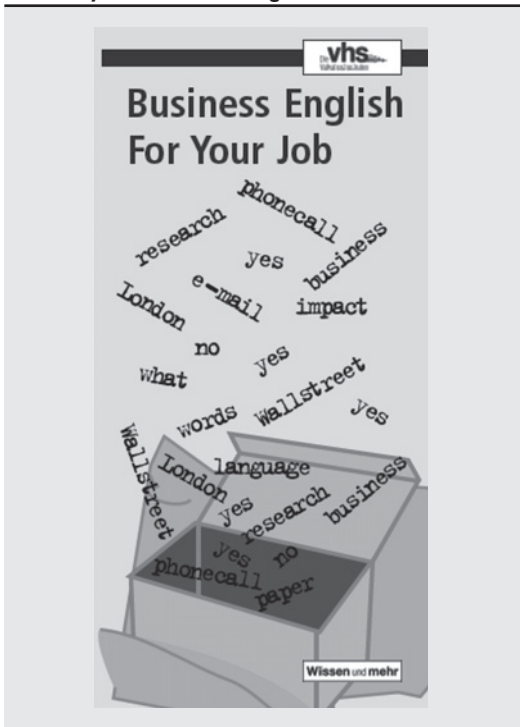 vhs
Business English
For Your Job
phonecall
research
yes
business
e-mail
London
impact
no
yes
what
Wallstreet
yes
words
Wallstreet
language
London
business
yes
research
yes
no
phonecall
paper
Wissen und mehr